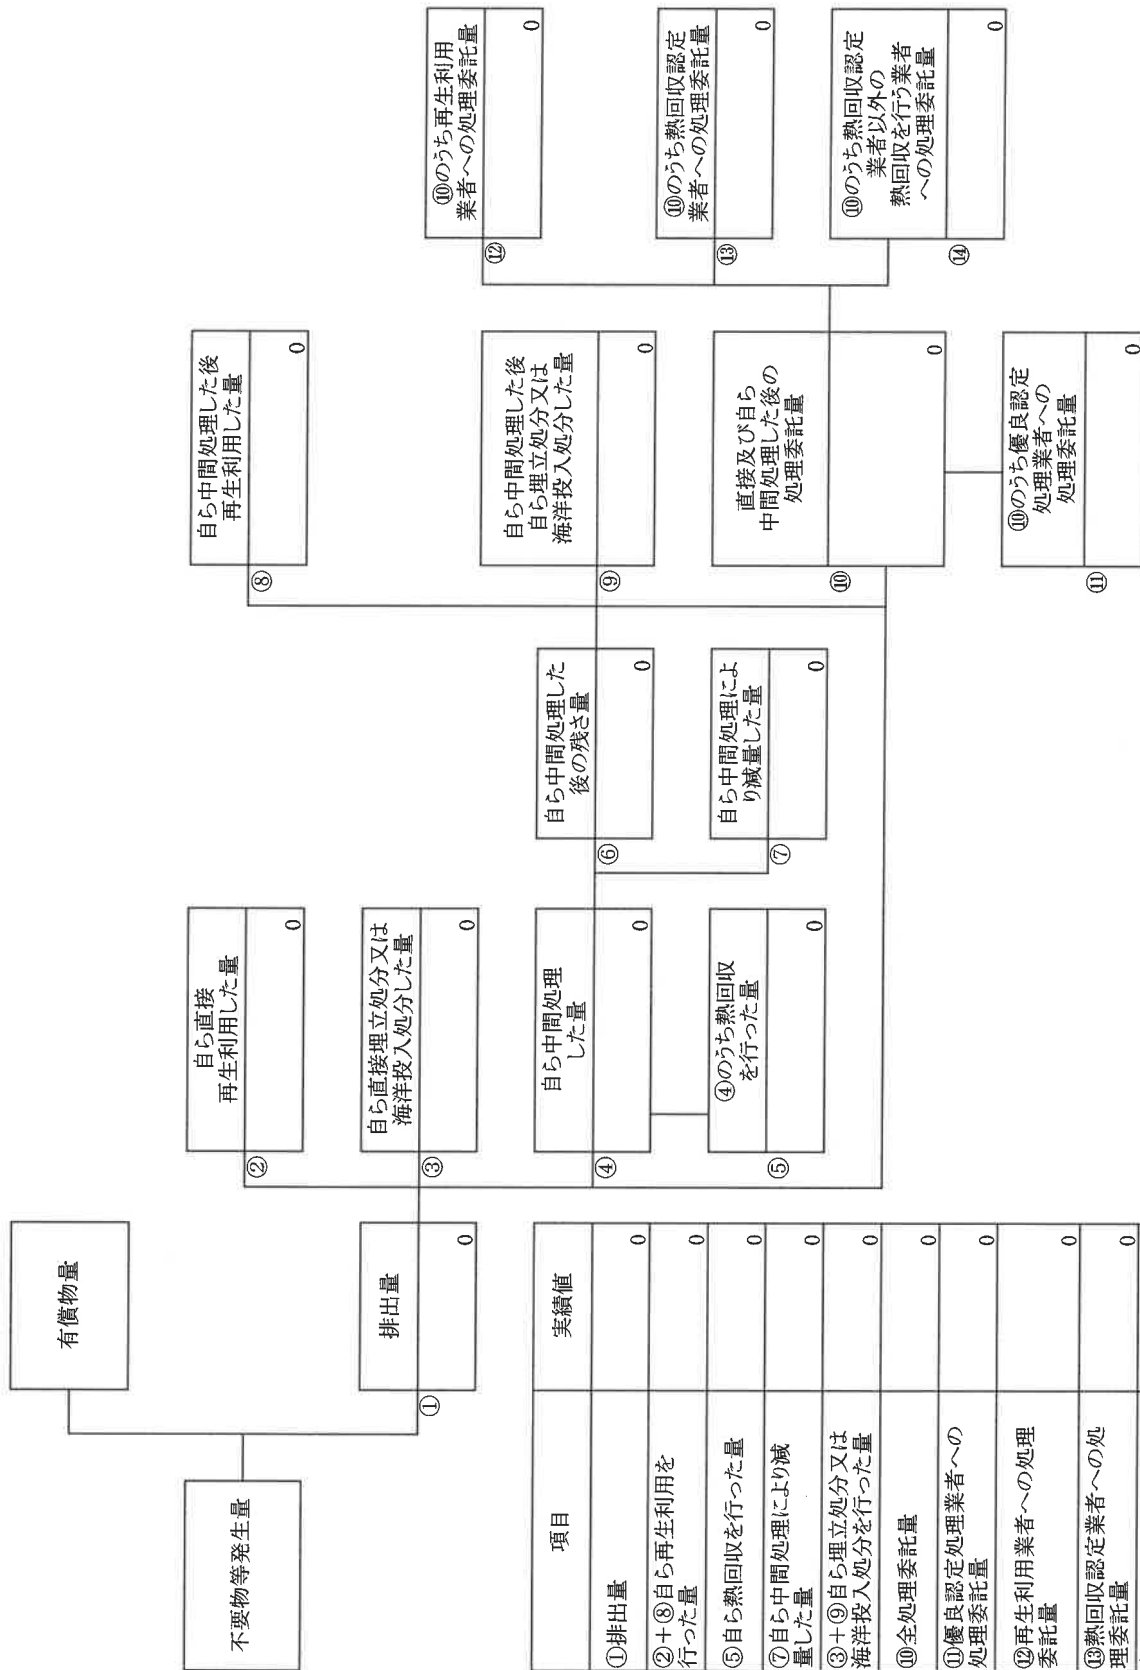 不要物等発生量
有償物量
排出量
①
0
自ら直接
再生利用した量
②
0
自ら直接埋立処分又は
海洋投入処分した量
③
0
自ら中間処理
した量
④
0
④のうち熱回収
を行った量
⑤
0
自ら中間処理した
後の残さ量
⑥
0
自ら中間処理によ
り減量した量
⑦
0
自ら中間処理した後
再生利用した量
⑧
0
自ら中間処理した後
自ら埋立処分又は
海洋投入処分した量
⑨
0
直接及び自ら
中間処理した後の
処理委託量
⑩
0
⑩のうち優良認定
処理業者への
処理委託量
⑪
0
⑩のうち再生利用
業者への処理委託量
⑫
0
⑩のうち熱回収認定
業者への処理委託量
⑬
0
⑩のうち熱回収認定
業者以外の
熱回収を行う業者
への処理委託量
⑭
0
項目 実績値
①排出量 0
②+⑧自ら再生利用を
行った量 0
⑤自ら熱回収を行った量 0
⑦自ら中間処理により減
量した量 0
③+⑨自ら埋立処分又は
海洋投入処分を行った量 0
⑩全処理委託量 0
⑪優良認定処理業者への
処理委託量 0
⑫再生利用業者への処理
委託量 0
⑬熱回収認定業者への処
理委託量 0